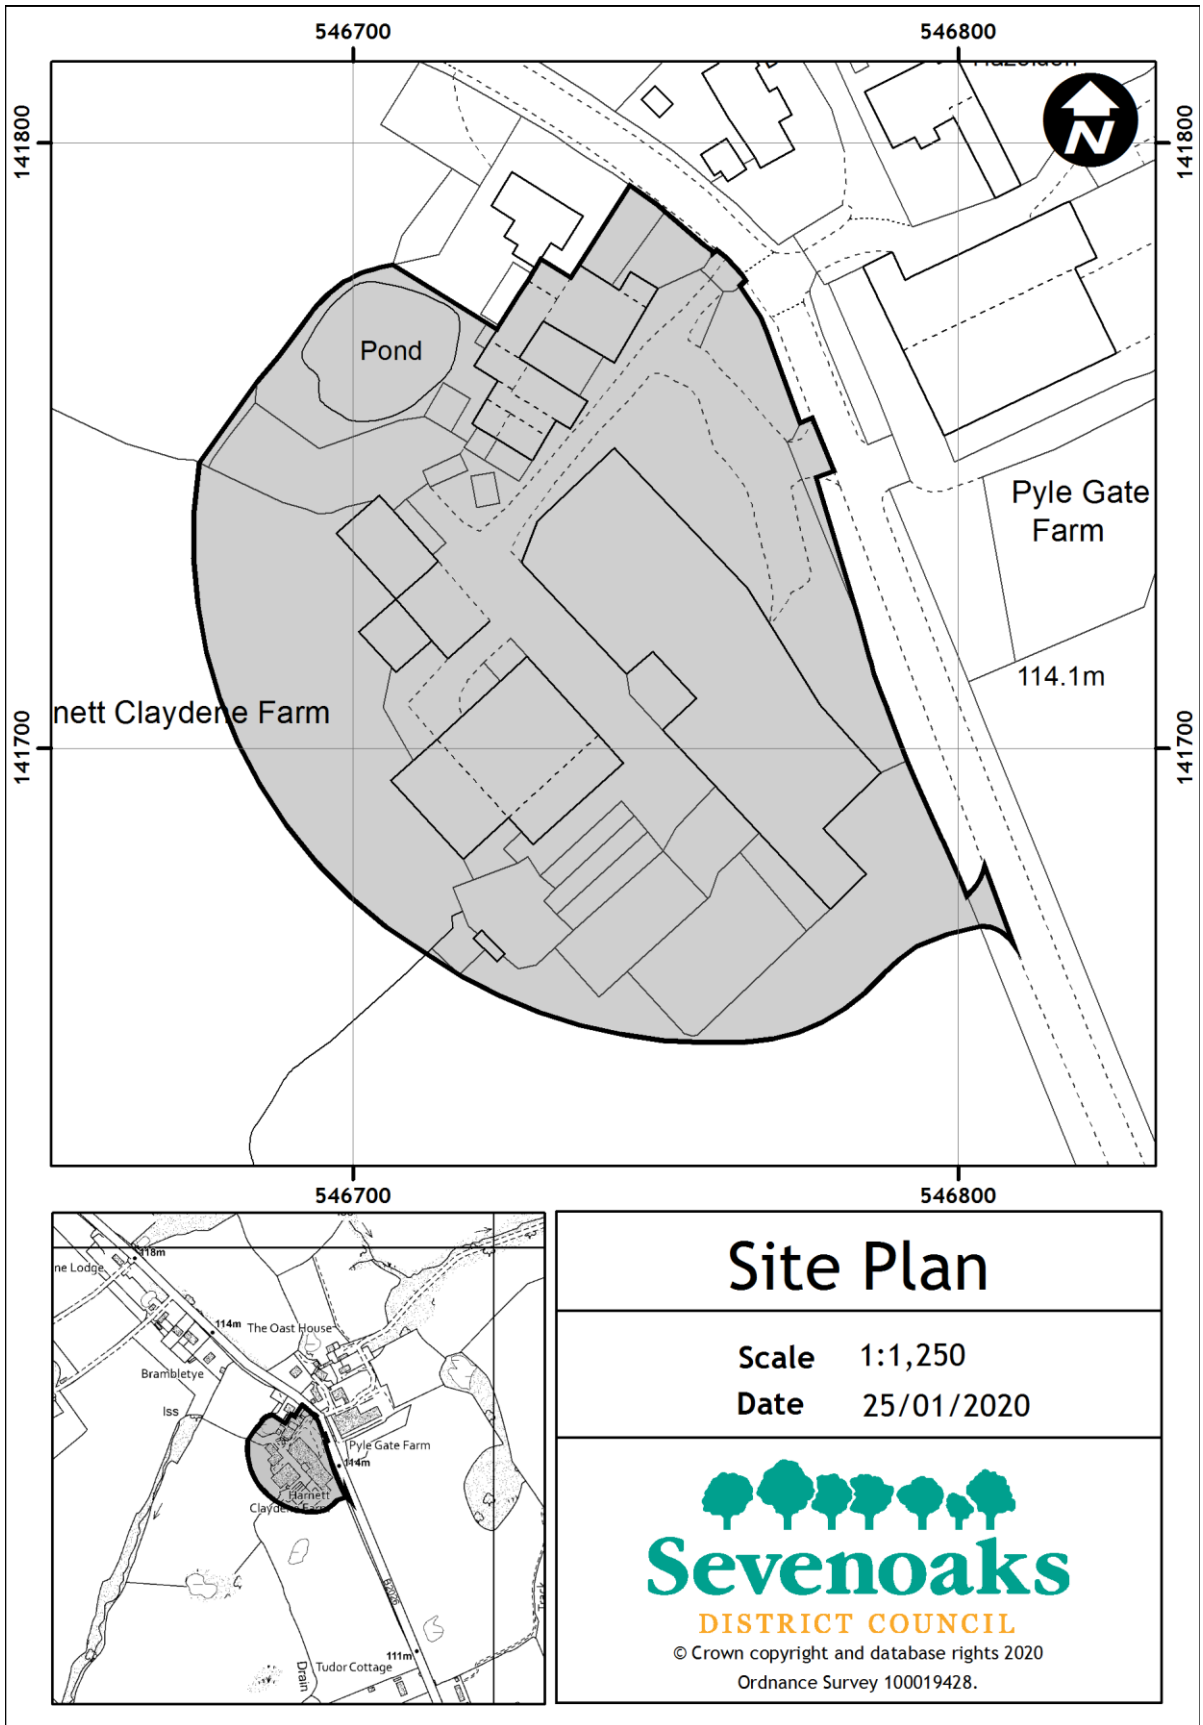 546700
546800
141800
141800
N
Pond
Pyle Gate
Farm
114.1m
nett Claydene Farm
141700
141700
546700
546800
118m
ne Lodge
114m
The Oast House
Brambletye
Iss
Pyle Gate Farm
114m
Harnett
Claydene Farm
B2026
Track
111m
Tudor Cottage
Drain
Site Plan
Scale 1:1,250
Date 25/01/2020
Sevenoaks
DISTRICT COUNCIL
© Crown copyright and database rights 2020
Ordnance Survey 100019428.